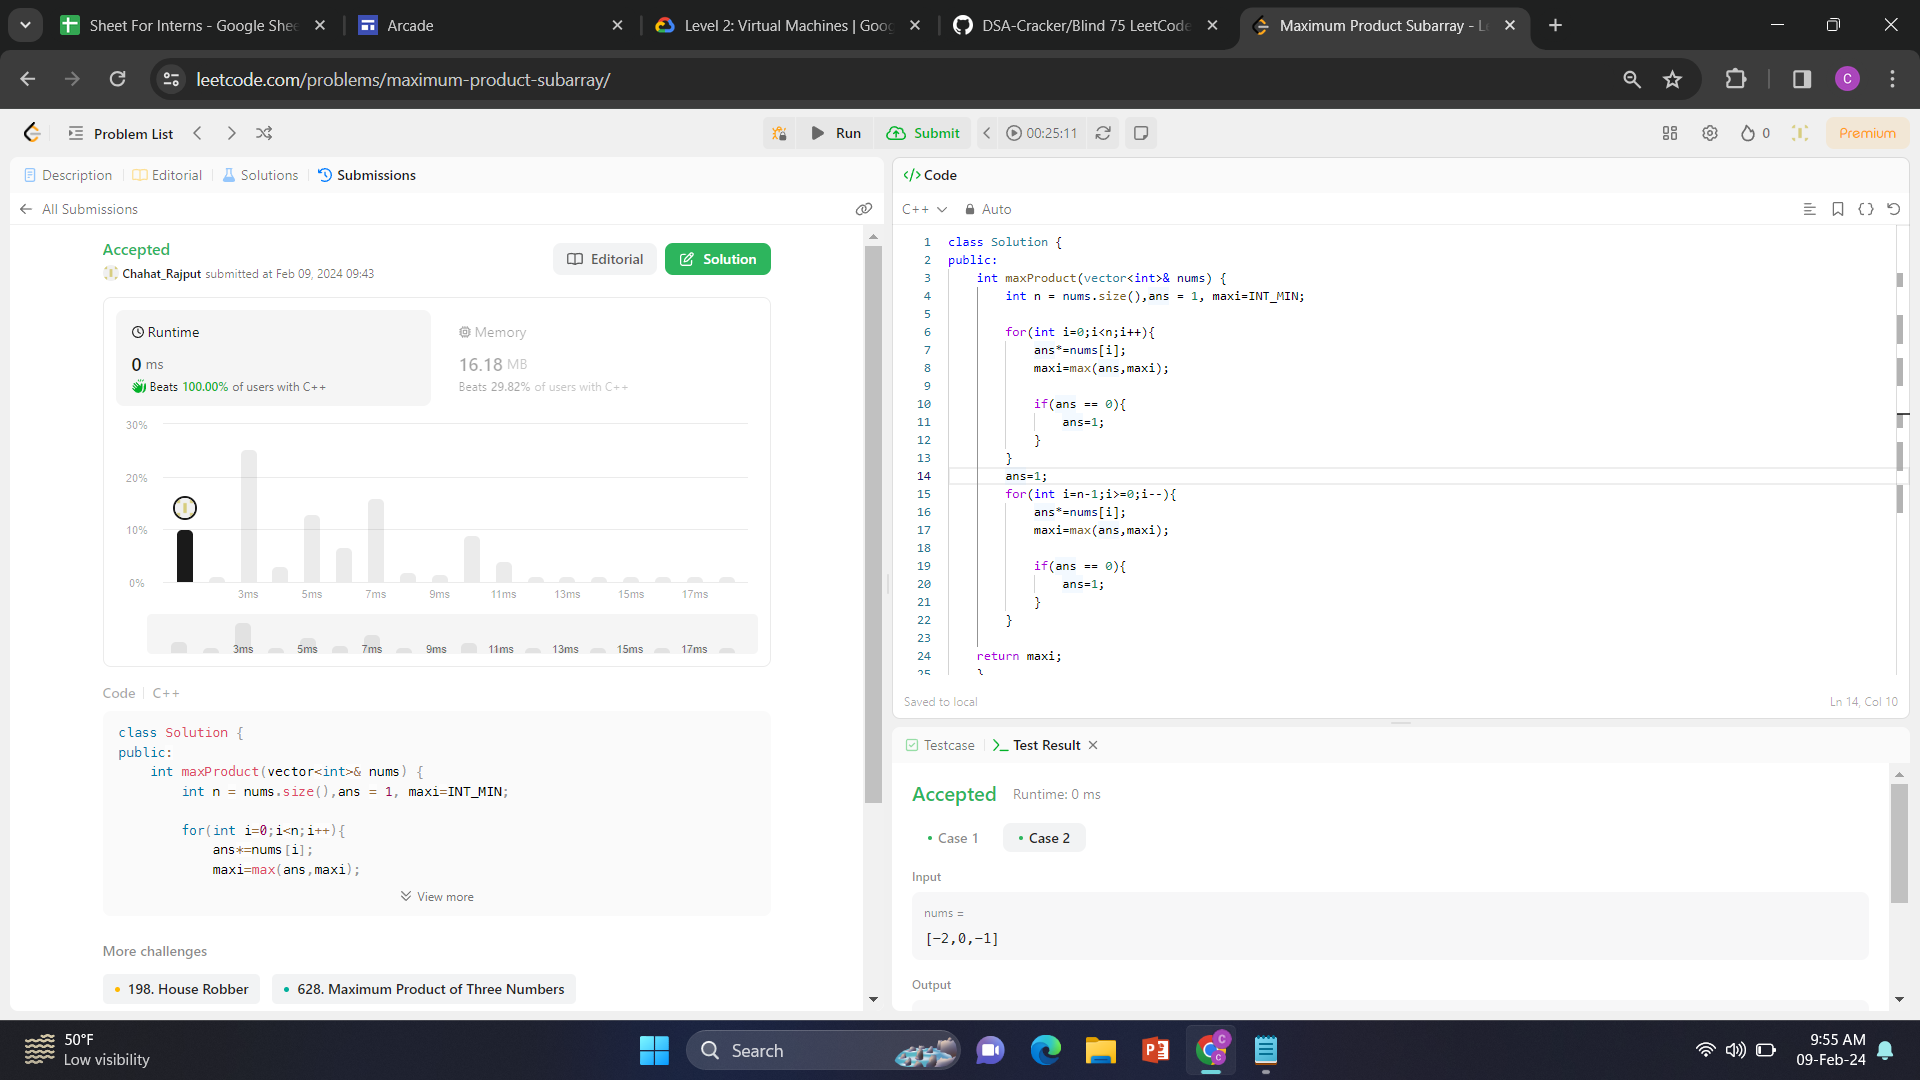 Sheet For Interns - Google Shee
Arcade
Level 2: Virtual Machines | Goog
DSA-Cracker/Blind 75 LeetCode
Maximum Product Subarray - Le
leetcode.com/problems/maximum-product-subarray/
C
Problem List
Run
Submit
00:25:11
0
Premium
Description
Editorial
Solutions
Submissions
All Submissions
Accepted
Chahat_Rajput submitted at Feb 09, 2024 09:43
Editorial
Solution
Runtime
0 ms
Beats 100.00% of users with C++
Memory
16.18 MB
Beats 29.82% of users with C++
30%
20%
10%
0%
3ms 5ms 7ms 9ms 11ms 13ms 15ms 17ms
3ms 5ms 7ms 9ms 11ms 13ms 15ms 17ms
Code C++
class Solution {
public:
    int maxProduct(vector<int>& nums) {
        int n = nums.size(),ans = 1, maxi=INT_MIN;
        for(int i=0;i<n;i++){
            ans*=nums[i];
            maxi=max(ans,maxi);
View more
More challenges
198. House Robber
628. Maximum Product of Three Numbers
</> Code
C++ Auto
1 class Solution {
2 public:
3     int maxProduct(vector<int>& nums) {
4         int n = nums.size(),ans = 1, maxi=INT_MIN;
5
6         for(int i=0;i<n;i++){
7             ans*=nums[i];
8             maxi=max(ans,maxi);
9
10             if(ans == 0){
11                 ans=1;
12             }
13         }
14         ans=1;
15         for(int i=n-1;i>=0;i--){
16             ans*=nums[i];
17             maxi=max(ans,maxi);
18
19             if(ans == 0){
20                 ans=1;
21             }
22         }
23
24     return maxi;
25     }
Saved to local
Ln 14, Col 10
Testcase
Test Result
Accepted Runtime: 0 ms
Case 1
Case 2
Input
nums =
[-2,0,-1]
Output
50°F
Low visibility
Search
9:55 AM
09-Feb-24